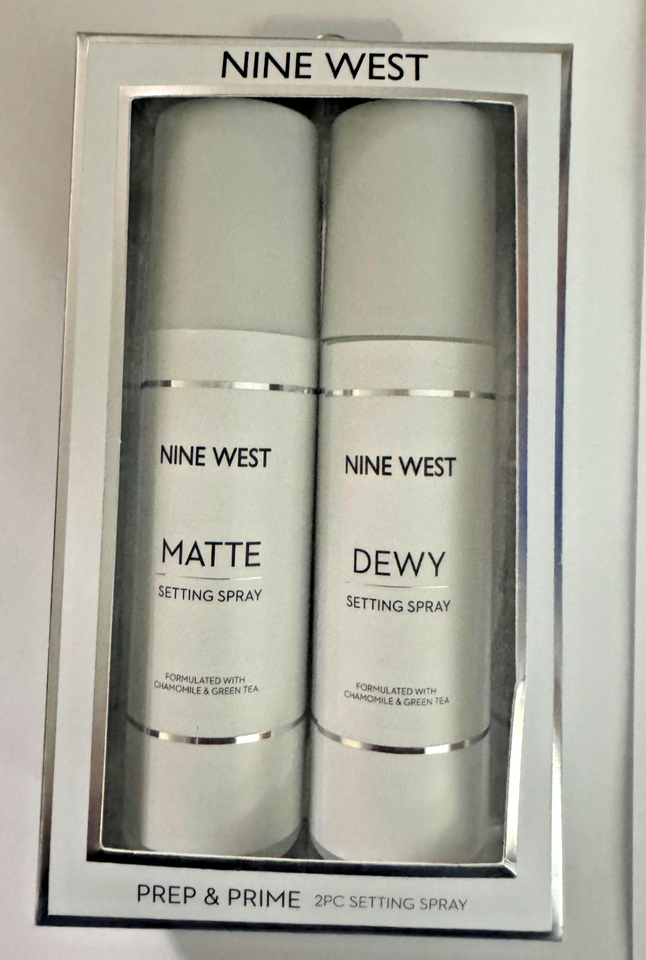 NINE WEST
NINE WEST
MATTE
SETTING SPRAY
FORMULATED WITH
CHAMOMILE & GREEN TEA
NINE WEST
DEWY
SETTING SPRAY
FORMULATED WITH
CHAMOMILE & GREEN TEA
PREP & PRIME 2PC SETTING SPRAY